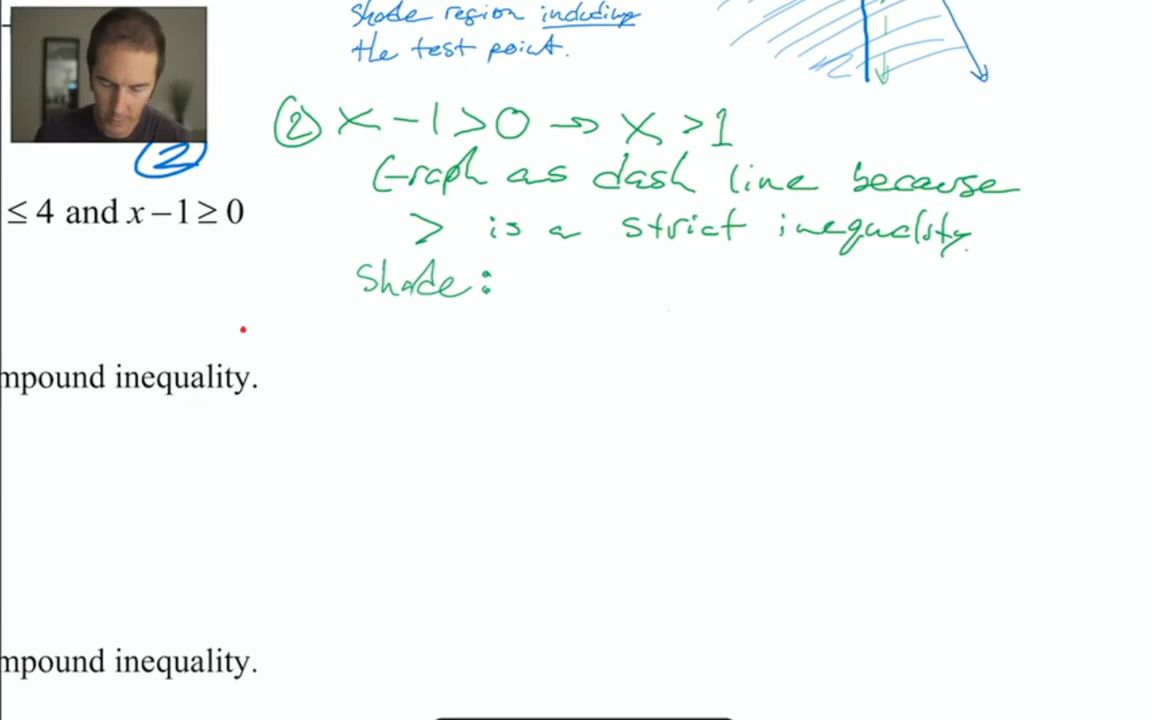 shade region including
the test point.
② x - 1 > 0 → x > 1
②
Graph as dash line because
≤ 4 and x − 1 ≥ 0
> is a strict inequality.
Shade:
mpound inequality.
mpound inequality.